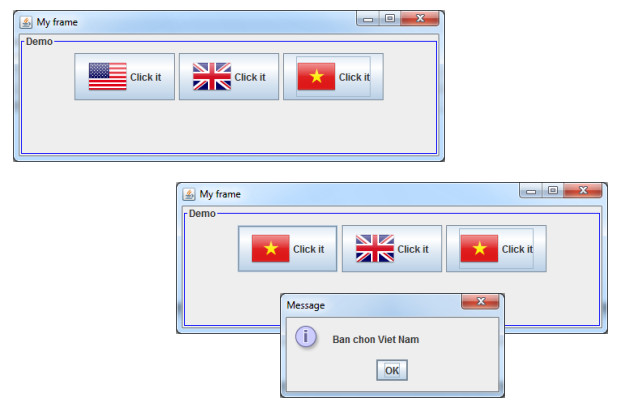 My frame
Demo
Click it
Click it
Click it
My frame
Demo
Click it
Click it
Click it
Message
i
Ban chon Viet Nam
OK